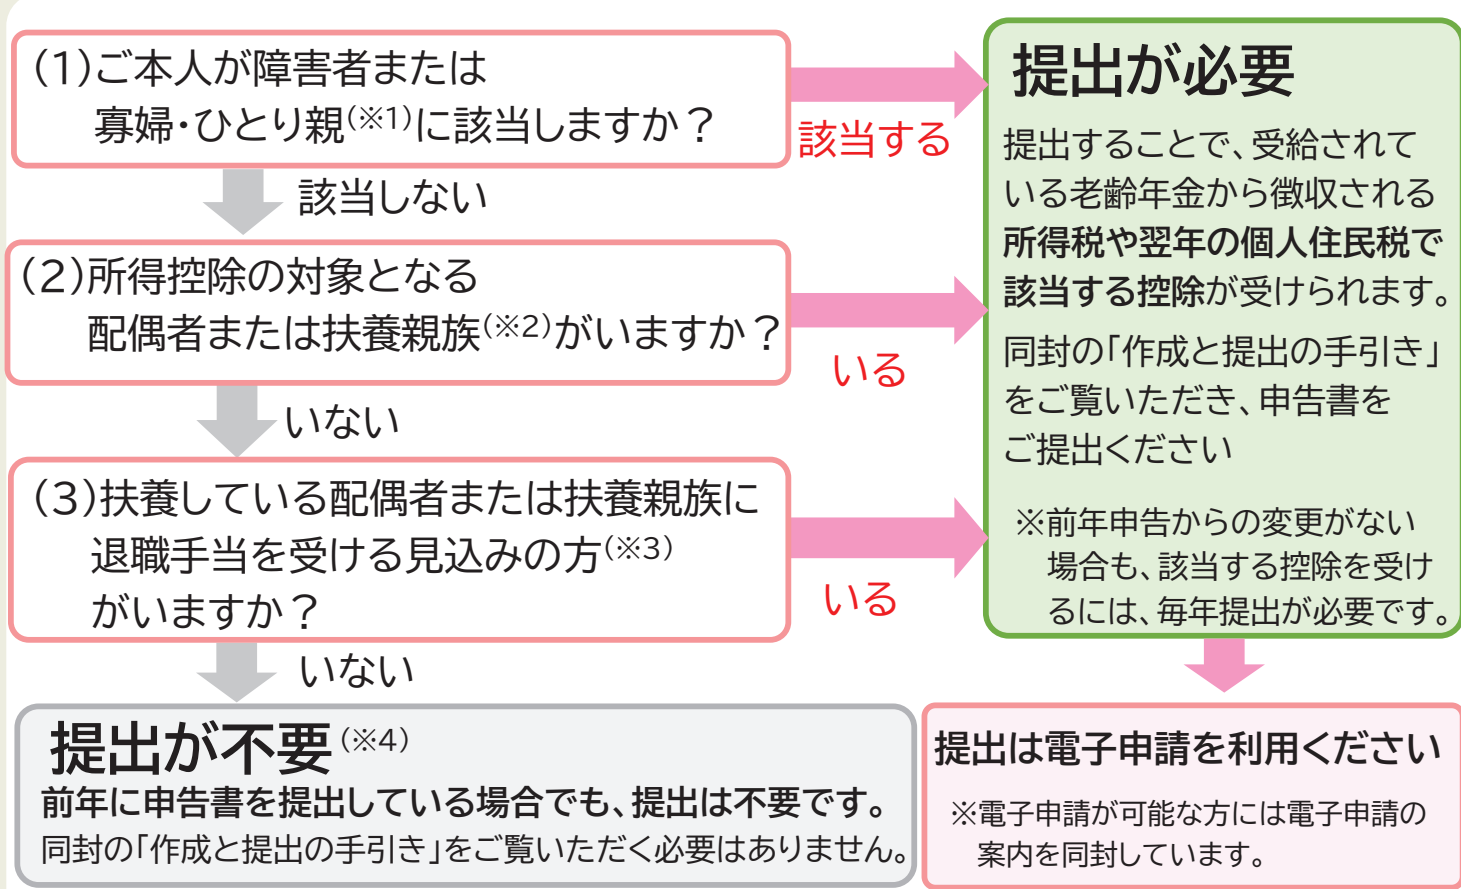 (1)ご本人が障害者または
寡婦・ひとり親(※1)に該当しますか？
該当する
該当しない
(2)所得控除の対象となる
配偶者または扶養親族(※2)がいますか？
いる
いない
(3)扶養している配偶者または扶養親族に
退職手当を受ける見込みの方(※3)
がいますか？
いる
いない
提出が不要(※4)
前年に申告書を提出している場合でも、提出は不要です。
同封の「作成と提出の手引き」をご覧いただく必要はありません。
提出が必要
提出することで、受給されて
いる老齢年金から徴収される
所得税や翌年の個人住民税で
該当する控除が受けられます。
同封の「作成と提出の手引き」
をご覧いただき、申告書を
ご提出ください
※前年申告からの変更がない
場合も、該当する控除を受け
るには、毎年提出が必要です。
提出は電子申請を利用ください
※電子申請が可能な方には電子申請の
案内を同封しています。